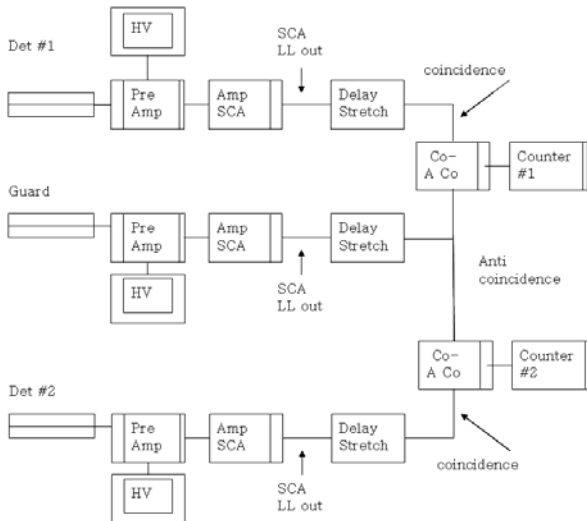 HV
SCA
LL out
Det #1
coincidence
Pre
Amp
Amp
SCA
Delay
Stretch
Co-
A Co
Counter
#1
Guard
Pre
Amp
Amp
SCA
Delay
Stretch
Anti
coincidence
HV
SCA
LL out
Co-
A Co
Counter
#2
Det #2
Pre
Amp
Amp
SCA
Delay
Stretch
coincidence
HV
SCA
LL out